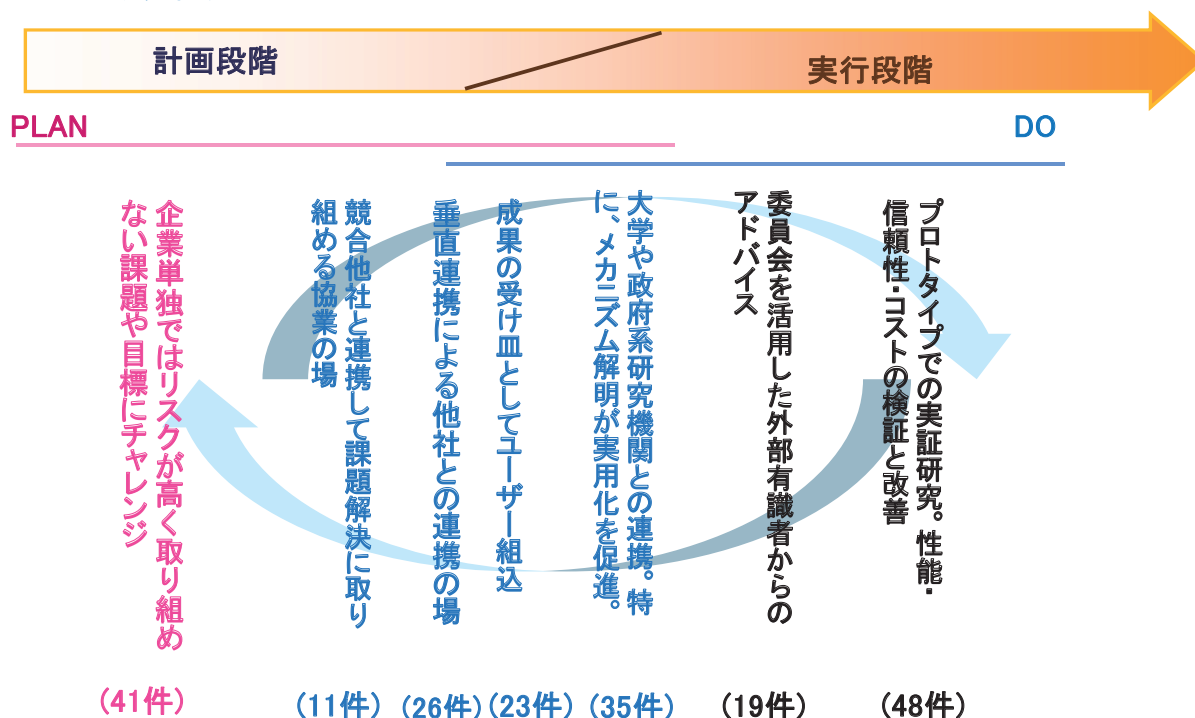 計画段階
実行段階
PLAN
DO
企業単独ではリスクが高く取り組め
ない課題や目標にチャレンジ
(41件)
競合他社と連携して課題解決に取り
組める協業の場
(11件)
垂直連携による他社との連携の場
(26件)
成果の受け皿としてユーザー組込
(23件)
大学や政府系研究機関との連携。特
に、メカニズム解明が実用化を促進。
(35件)
委員会を活用した外部有識者からの
アドバイス
(19件)
プロトタイプでの実証研究。性能・
信頼性・コストの検証と改善
(48件)